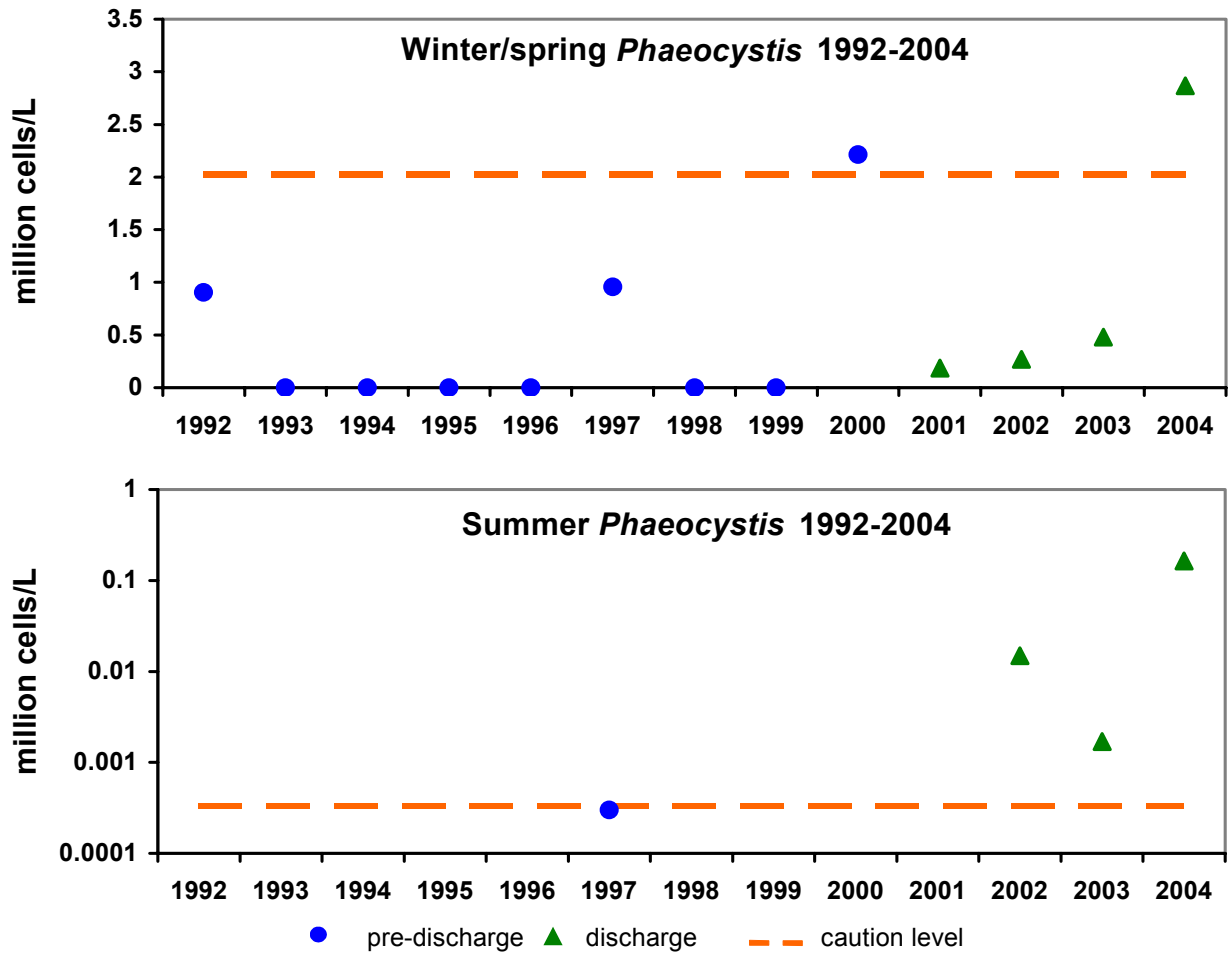 Winter/spring Phaeocystis 1992-2004
million cells/L
3.5
3
2.5
2
1.5
1
0.5
0
1992 1993 1994 1995 1996 1997 1998 1999 2000 2001 2002 2003 2004
Summer Phaeocystis 1992-2004
million cells/L
1
0.1
0.01
0.001
0.0001
1992 1993 1994 1995 1996 1997 1998 1999 2000 2001 2002 2003 2004
pre-discharge discharge caution level